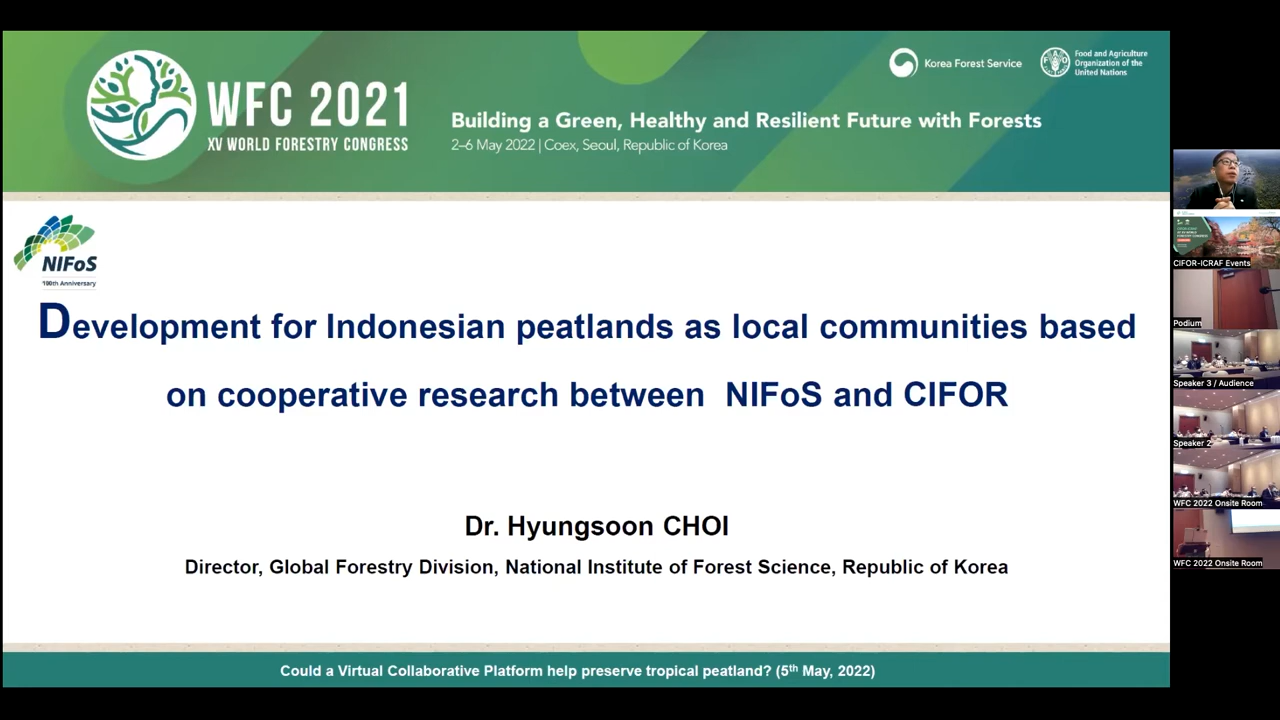 WFC 2021
XV WORLD FORESTRY CONGRESS
Building a Green, Healthy and Resilient Future with Forests
2–6 May 2022 | Coex, Seoul, Republic of Korea
Korea Forest Service
FAO
Food and Agriculture
Organization of the
United Nations
NIFoS
100th Anniversary
Development for Indonesian peatlands as local communities based
on cooperative research between NIFoS and CIFOR
Dr. Hyungsoon CHOI
Director, Global Forestry Division, National Institute of Forest Science, Republic of Korea
Could a Virtual Collaborative Platform help preserve tropical peatland? (5th May, 2022)
CIFOR-ICRAF Events
Podium
Speaker 3 / Audience
Speaker 2
WFC 2022 Onsite Room
WFC 2022 Onsite Room